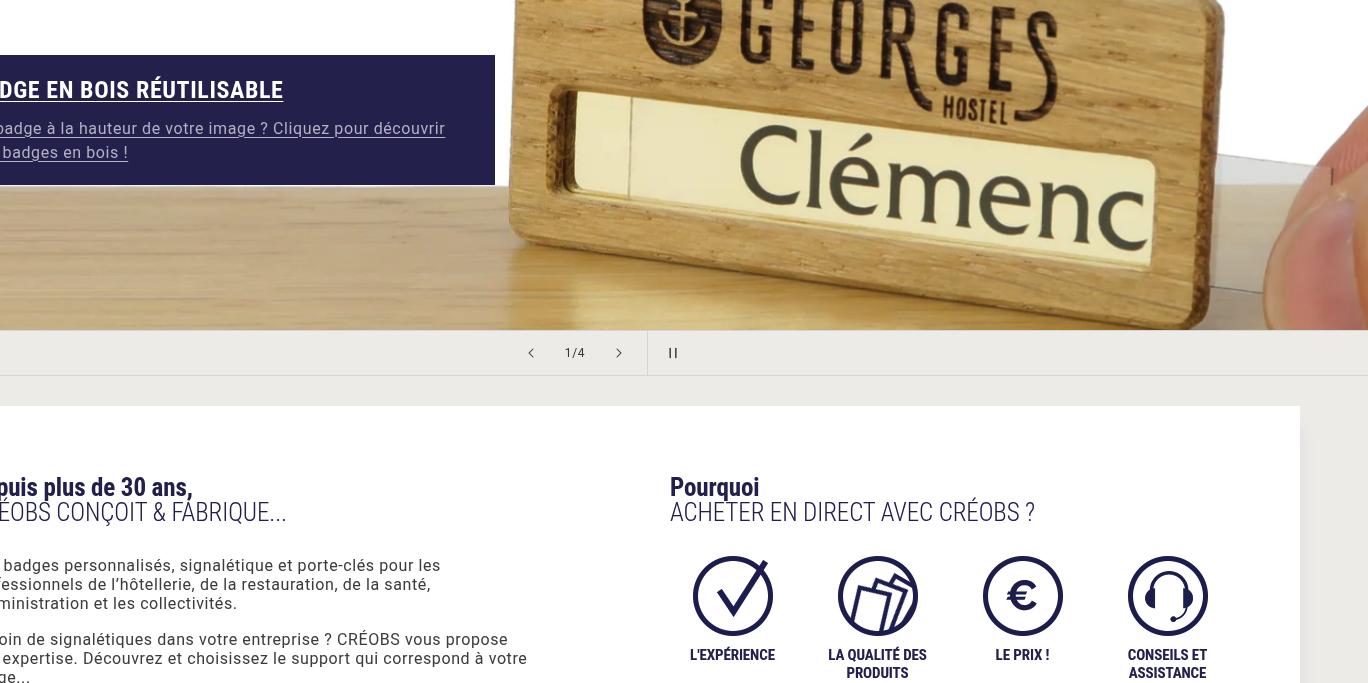 GEORGES
HOSTEL
Clémenc
DGE EN BOIS RÉUTILISABLE
badge à la hauteur de votre image ? Cliquez pour découvrir
badges en bois !
1/4
puis plus de 30 ans,
ÉOBS CONÇOIT & FABRIQUE...
badges personnalisés, signalétique et porte-clés pour les
fessionnels de l’hôtellerie, de la restauration, de la santé,
ministration et les collectivités.
oin de signalétiques dans votre entreprise ? CRÉOBS vous propose
expertise. Découvrez et choisissez le support qui correspond à votre
ge...
Pourquoi
ACHETER EN DIRECT AVEC CRÉOBS ?
L'EXPÉRIENCE
LA QUALITÉ DES
PRODUITS
LE PRIX !
CONSEILS ET
ASSISTANCE